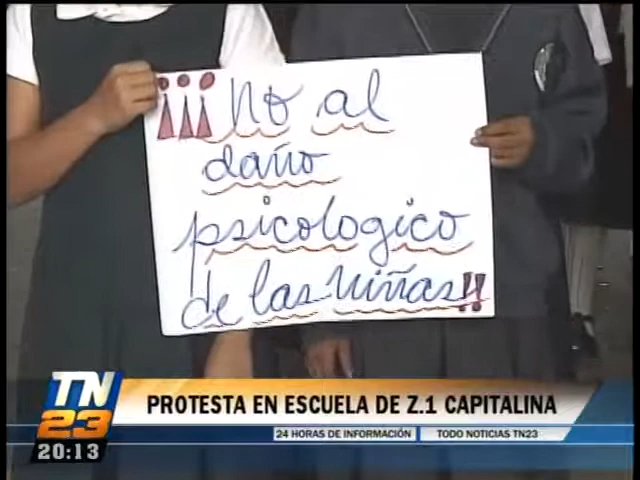 ¡¡¡No al
daño
psicologico
de las niñas!!
TN
23
PROTESTA EN ESCUELA DE Z.1 CAPITALINA
24 HORAS DE INFORMACIÓN
TODO NOTICIAS TN23
20:13